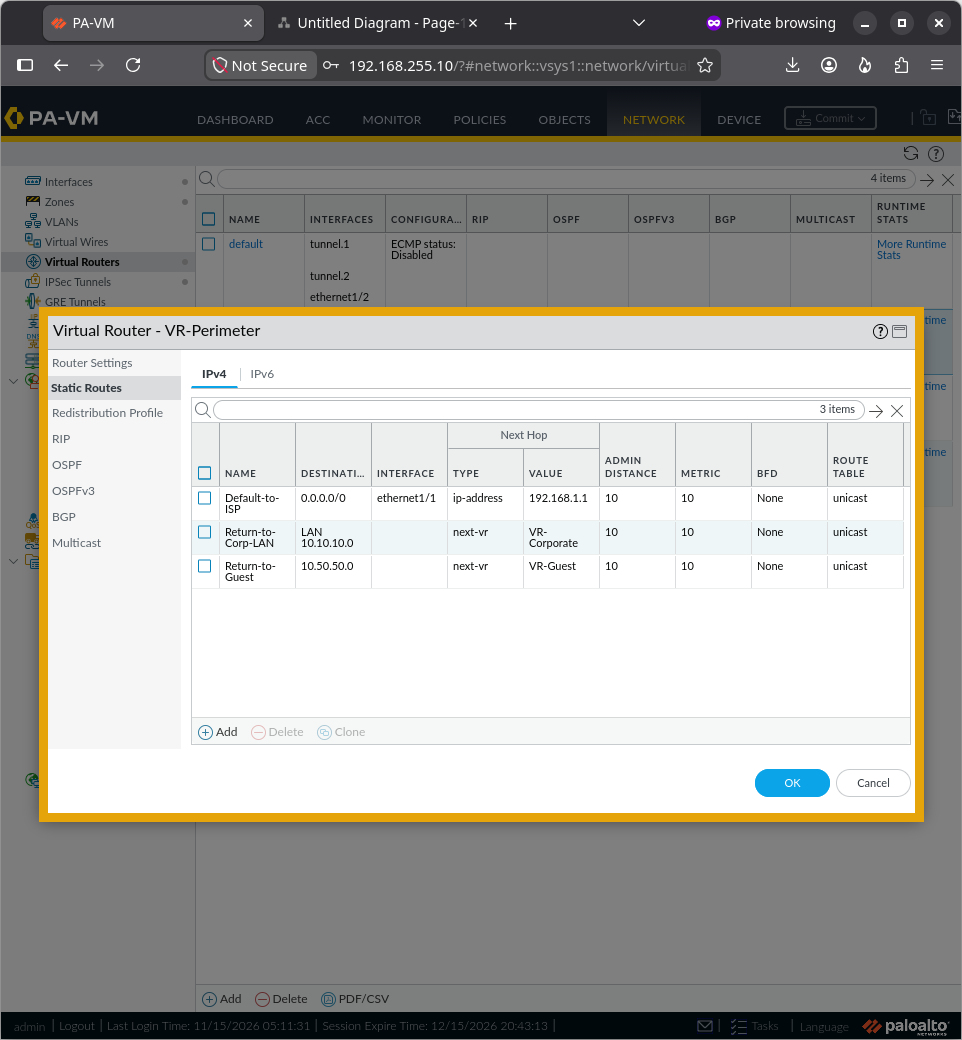 PA-VM
Untitled Diagram - Page-1
Private browsing
Not Secure
192.168.255.10/?#network::vsys1::network/virtua
PA-VM
DASHBOARD
ACC
MONITOR
POLICIES
OBJECTS
NETWORK
DEVICE
Commit
4 items
Interfaces
Zones
VLANs
Virtual Wires
Virtual Routers
IPSec Tunnels
GRE Tunnels
NAME
INTERFACES
CONFIGURA...
RIP
OSPF
OSPFV3
BGP
MULTICAST
RUNTIME
STATS
default
tunnel.1
ECMP status:
Disabled
More Runtime
Stats
tunnel.2
ethernet1/2
time
time
time
Virtual Router - VR-Perimeter
Router Settings
Static Routes
Redistribution Profile
RIP
OSPF
OSPFv3
BGP
Multicast
IPv4
IPv6
3 items
Next Hop
NAME
DESTINATI...
INTERFACE
TYPE
VALUE
ADMIN
DISTANCE
METRIC
BFD
ROUTE
TABLE
Default-to-
ISP
0.0.0.0/0
ethernet1/1
ip-address
192.168.1.1
10
10
None
unicast
Return-to-
Corp-LAN
LAN
10.10.10.0
next-vr
VR-
Corporate
10
10
None
unicast
Return-to-
Guest
10.50.50.0
next-vr
VR-Guest
10
10
None
unicast
Add
Delete
Clone
OK
Cancel
Add
Delete
PDF/CSV
admin | Logout | Last Login Time: 11/15/2026 05:11:31 | Session Expire Time: 12/15/2026 20:43:13 |
Tasks | Language
paloalto
NETWORKS